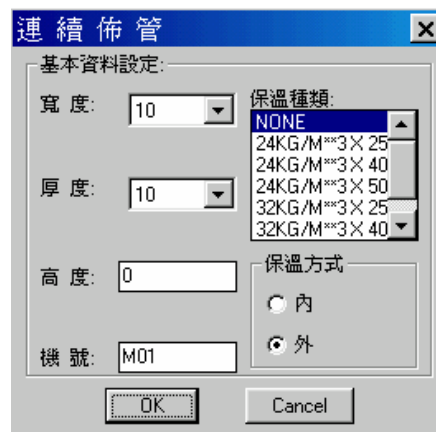 連續佈管
基本資料設定:
寬 度: 10
保溫種類:
NONE
24KG/M**3×25
24KG/M**3×40
24KG/M**3×50
32KG/M**3×25
32KG/M**3×40
厚 度: 10
高 度: 0
保溫方式
內
外
機 號: M01
OK Cancel